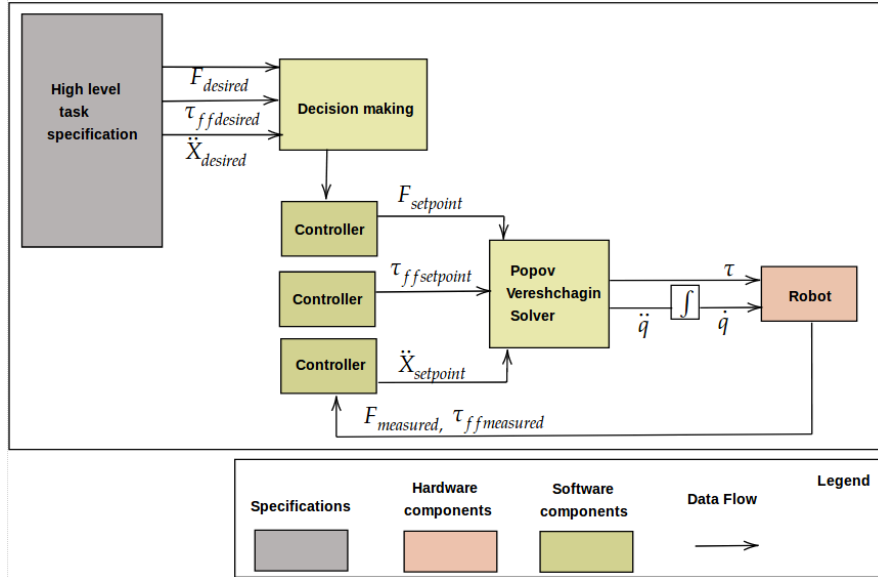 High level
task
specification
F_desired
τ_ffdesired
Ẍ_desired
Decision making
Controller
F_setpoint
Controller
τ_ffsetpoint
Controller
Ẍ_setpoint
Popov
Vereshchagin
Solver
τ
q̈
∫
q̇
Robot
F_measured, τ_ffmeasured
Legend
Specifications
Hardware
components
Software
components
Data Flow